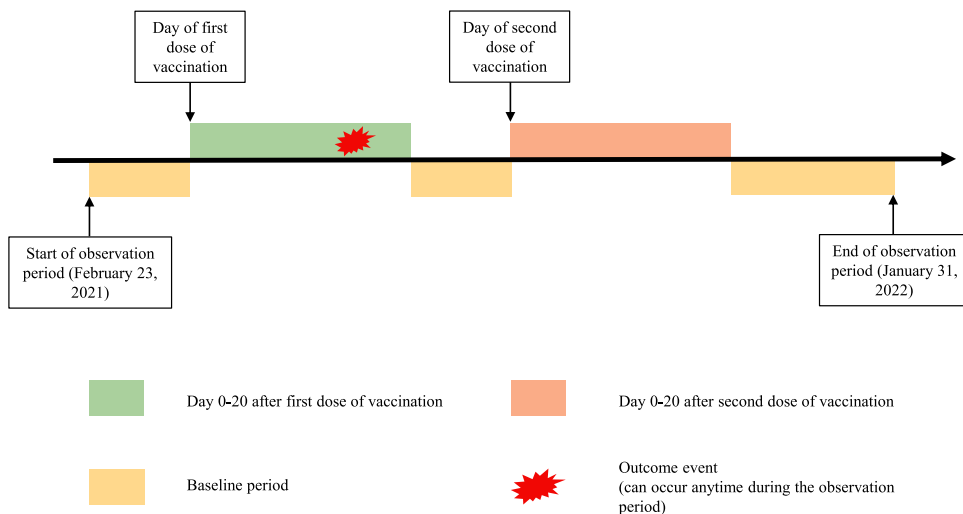 Day of first
dose of
vaccination
Day of second
dose of
vaccination
Start of observation
period (February 23,
2021)
End of observation
period (January 31,
2022)
Day 0-20 after first dose of vaccination
Day 0-20 after second dose of vaccination
Baseline period
Outcome event
(can occur anytime during the observation
period)